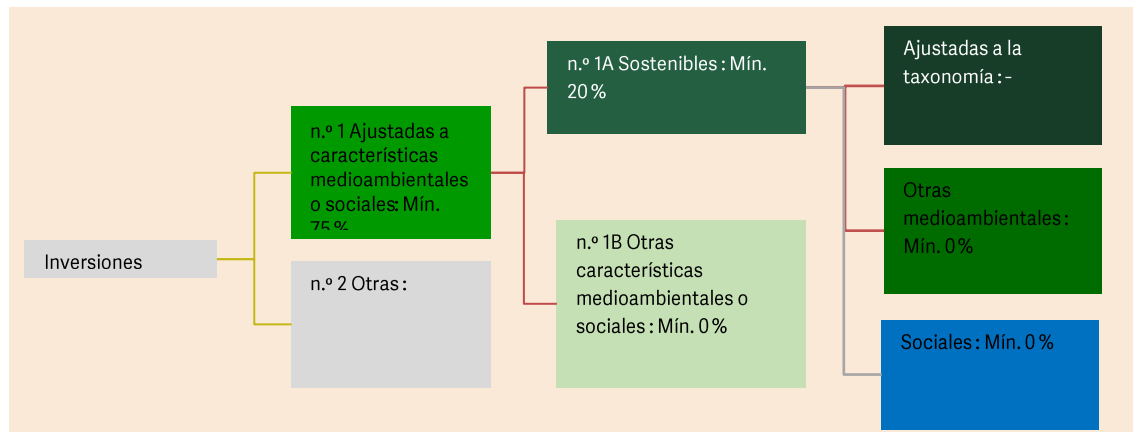 Inversiones
n.º 1 Ajustadas a
características
medioambientales
o sociales: Mín.
75 %
n.º 2 Otras :
n.º 1A Sostenibles : Mín.
20 %
n.º 1B Otras
características
medioambientales o
sociales : Mín. 0 %
Ajustadas a la
taxonomía : -
Otras
medioambientales :
Mín. 0 %
Sociales : Mín. 0 %